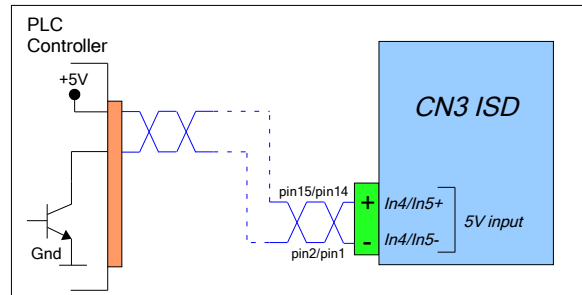 PLC
Controller
+5V
Gnd
CN3 ISD
pin15/pin14
+ In4/In5+
5V input
- In4/In5-
pin2/pin1